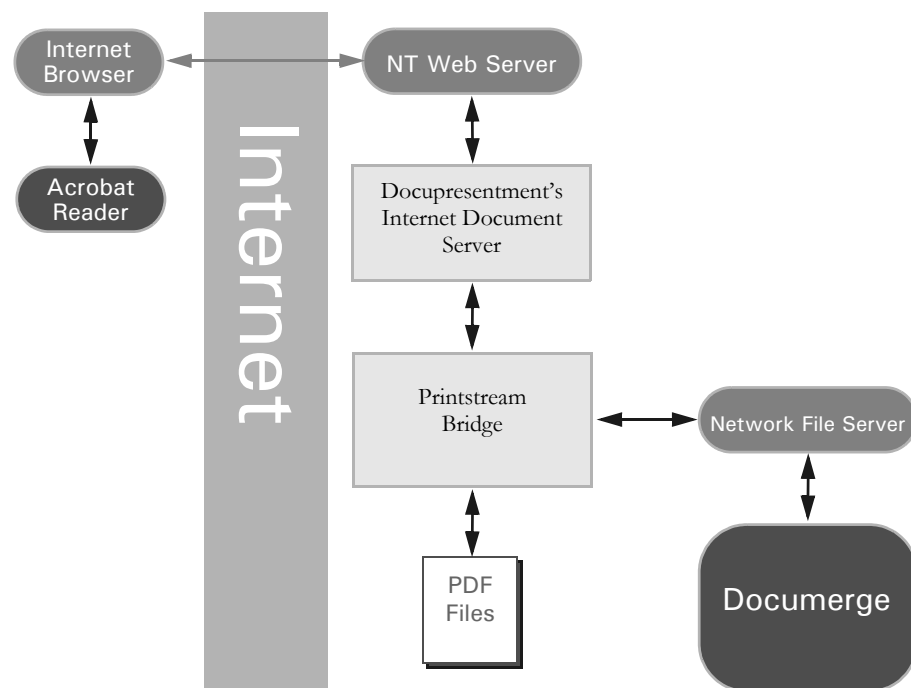 Internet
Browser
NT Web Server
Acrobat
Reader
Internet
Docupresentment's
Internet Document
Server
Printstream
Bridge
Network File Server
PDF
Files
Documerge